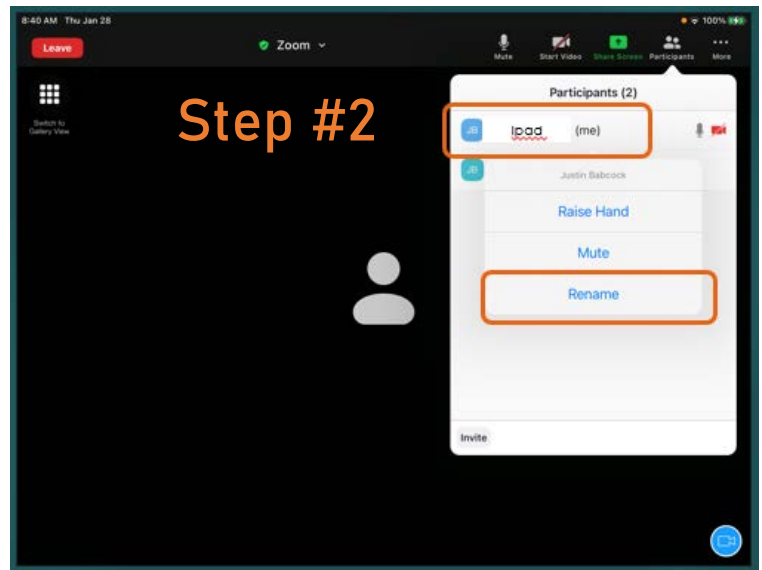 8:40 AM Thu Jan 28
100%
Leave
Zoom
Mute
Start Video
Share Screen
Participants
More
Switch to
Gallery View
Step #2
Participants (2)
JB
Ipad (me)
JB
Justin Babcock
Raise Hand
Mute
Rename
Invite